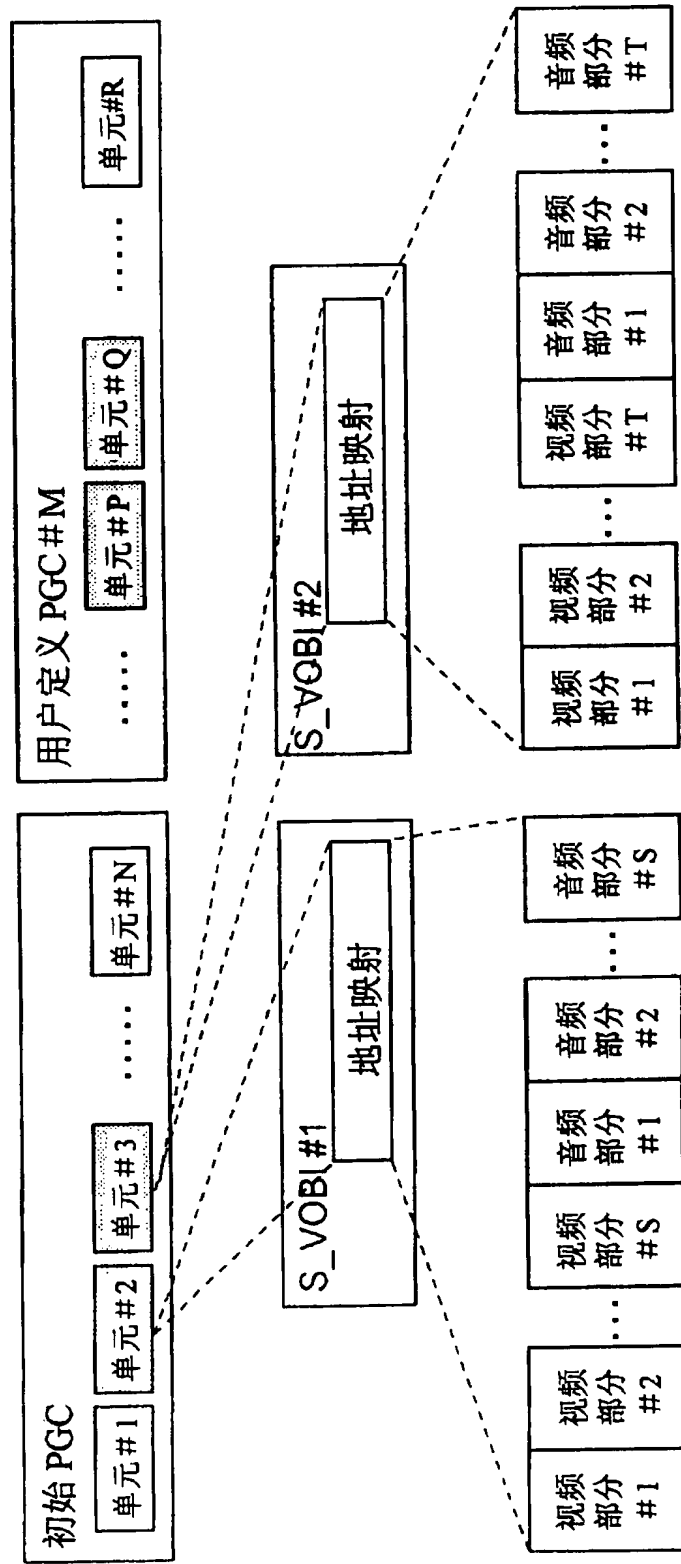 初始 PGC
单元#1 单元#2 单元#3 ····· 单元#N
用户定义 PGC#M
····· 单元#P 单元#Q ····· 单元#R
S_VOBI #1
地址映射
S_VOBI #2
地址映射
视频
部分
#1
视频
部分
#2
···
视频
部分
#S
音频
部分
#1
音频
部分
#2
···
音频
部分
#S
视频
部分
#1
视频
部分
#2
···
视频
部分
#T
音频
部分
#1
音频
部分
#2
···
音频
部分
#T